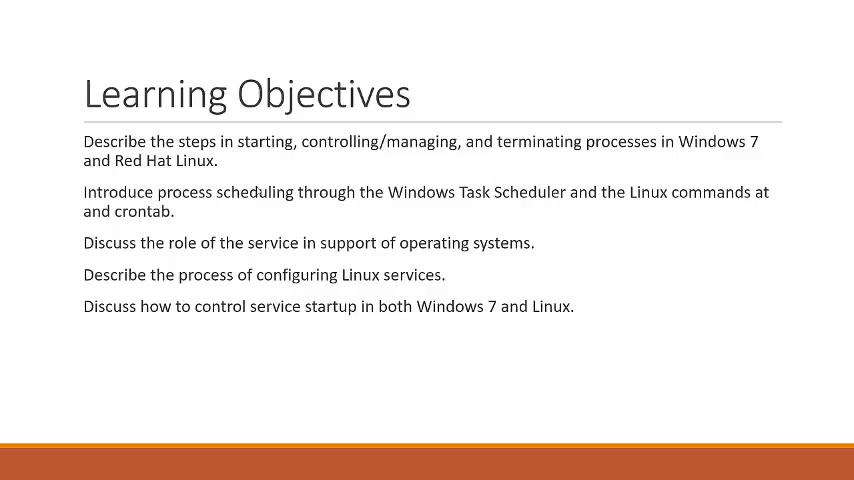 Learning Objectives
Describe the steps in starting, controlling/managing, and terminating processes in Windows 7
and Red Hat Linux.
Introduce process scheduling through the Windows Task Scheduler and the Linux commands at
and crontab.
Discuss the role of the service in support of operating systems.
Describe the process of configuring Linux services.
Discuss how to control service startup in both Windows 7 and Linux.